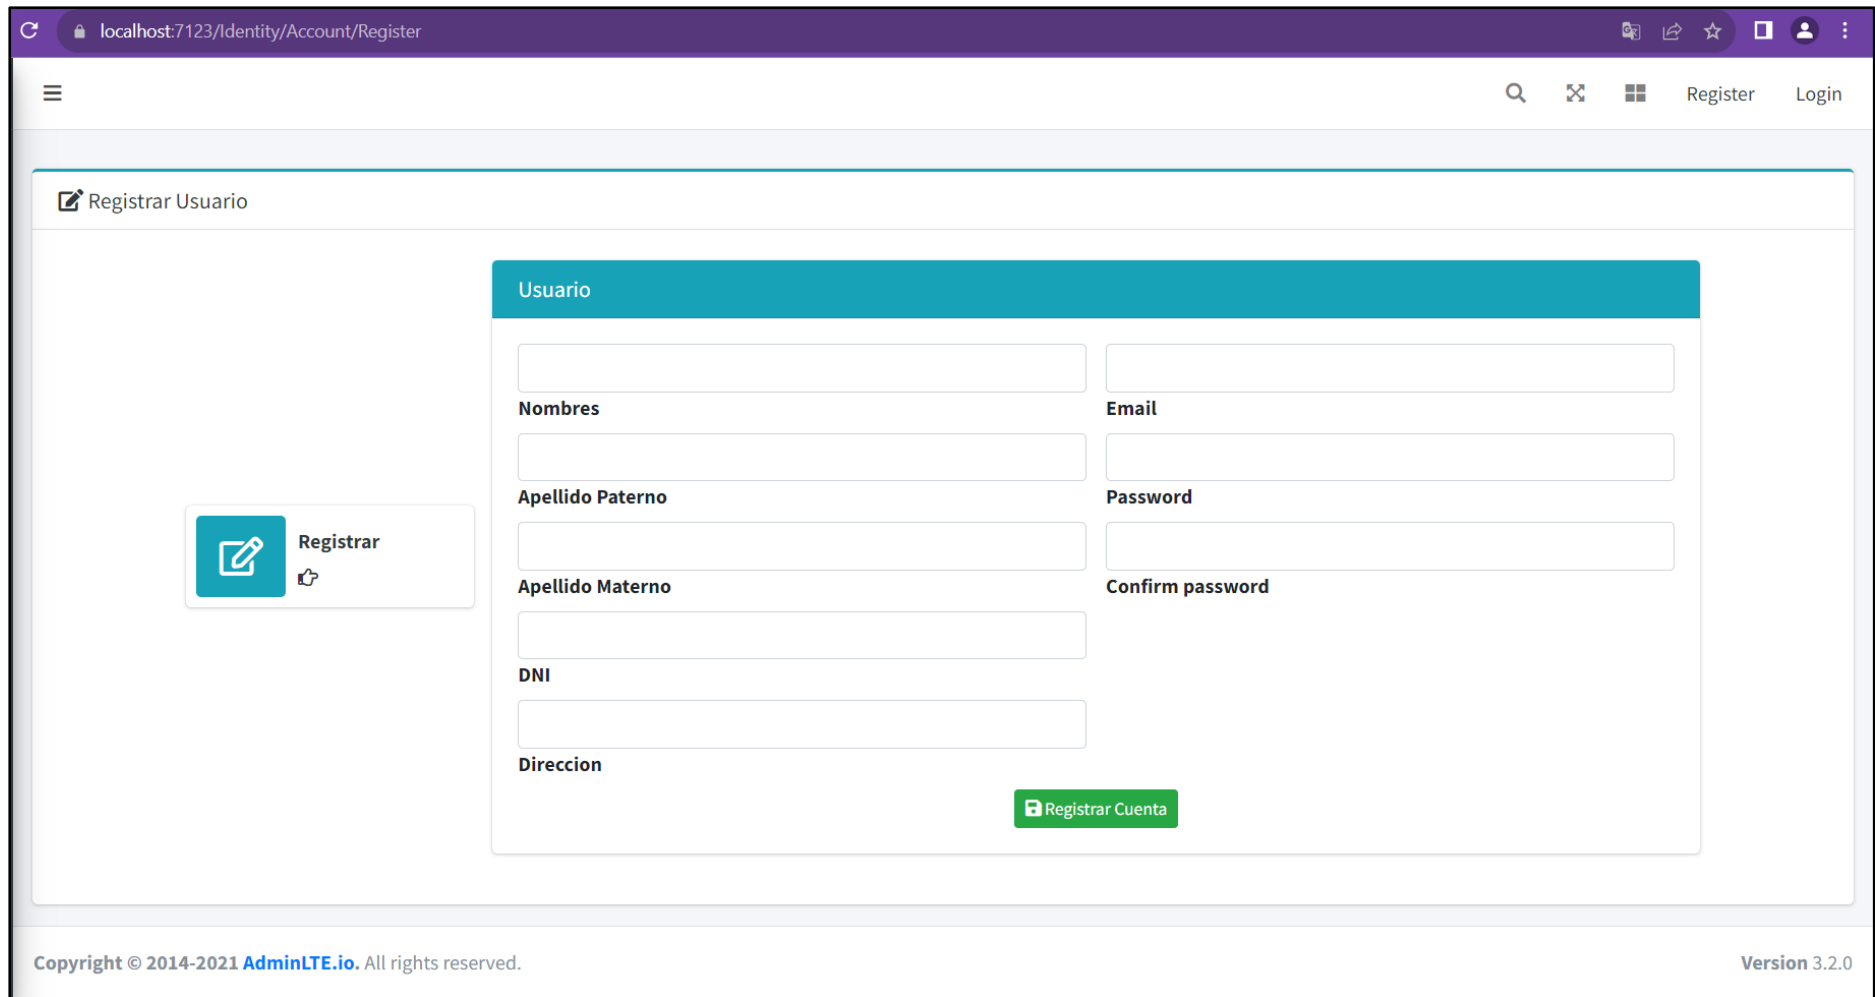 localhost:7123/Identity/Account/Register
Register Login
Registrar Usuario
Usuario
Nombres Email
Apellido Paterno Password
Registrar
Apellido Materno Confirm password
DNI
Direccion
Registrar Cuenta
Copyright © 2014-2021 AdminLTE.io. All rights reserved. Version 3.2.0